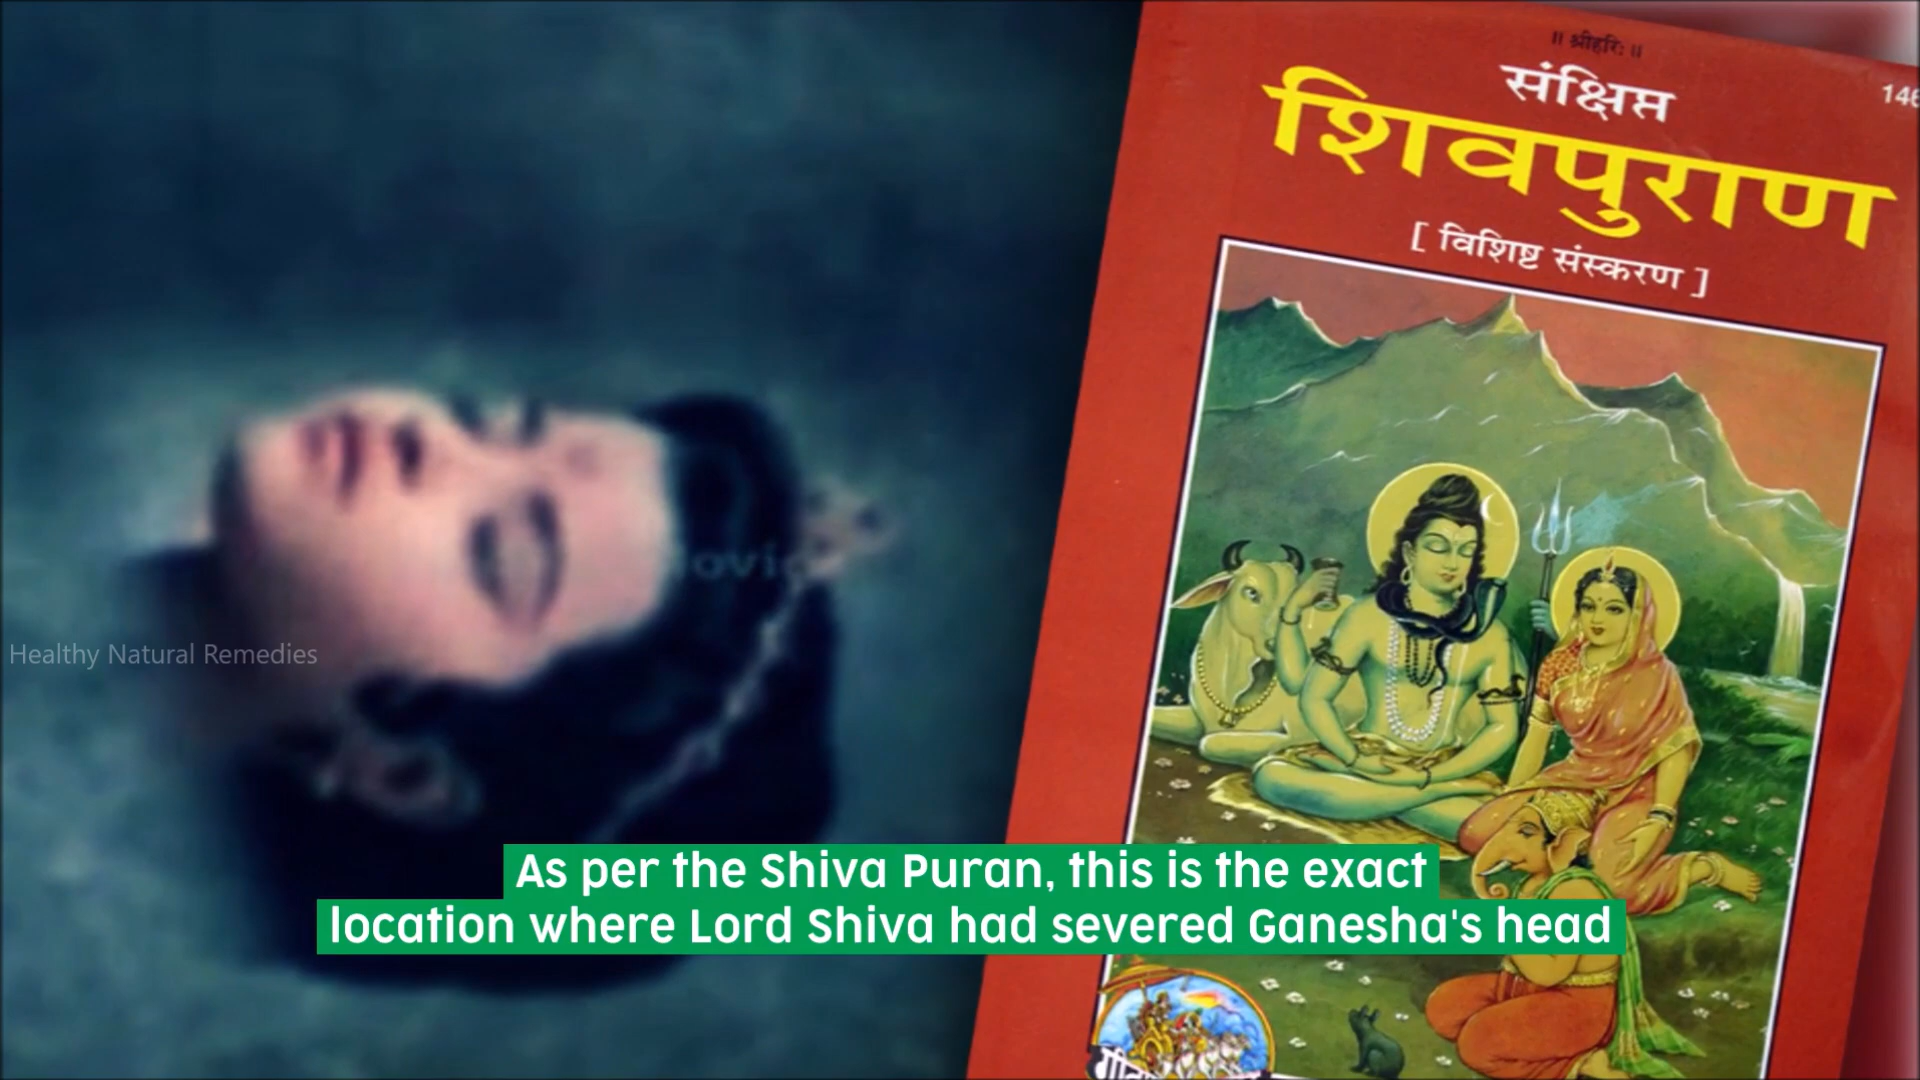 ॥ श्रीहरिः ॥
संक्षिप्त
शिवपुराण
[ विशिष्ट संस्करण ]
Healthy Natural Remedies
As per the Shiva Puran, this is the exact
location where Lord Shiva had severed Ganesha's head